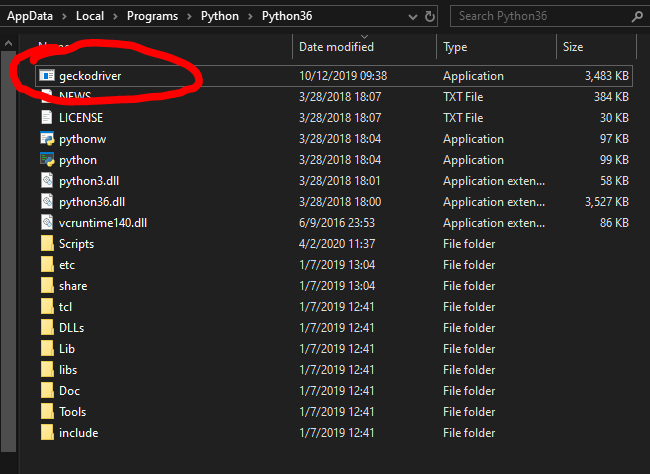 AppData > Local > Programs > Python > Python36
Search Python36
Name Date modified Type Size
geckodriver 10/12/2019 09:38 Application 3,483 KB
NEWS 3/28/2018 18:07 TXT File 384 KB
LICENSE 3/28/2018 18:07 TXT File 30 KB
pythonw 3/28/2018 18:04 Application 97 KB
python 3/28/2018 18:04 Application 99 KB
python3.dll 3/28/2018 18:01 Application exten... 58 KB
python36.dll 3/28/2018 18:00 Application exten... 3,527 KB
vcruntime140.dll 6/9/2016 23:53 Application exten... 86 KB
Scripts 4/2/2020 11:37 File folder
etc 1/7/2019 13:04 File folder
share 1/7/2019 13:04 File folder
tcl 1/7/2019 12:41 File folder
DLLs 1/7/2019 12:41 File folder
Lib 1/7/2019 12:41 File folder
libs 1/7/2019 12:41 File folder
Doc 1/7/2019 12:41 File folder
Tools 1/7/2019 12:41 File folder
include 1/7/2019 12:41 File folder